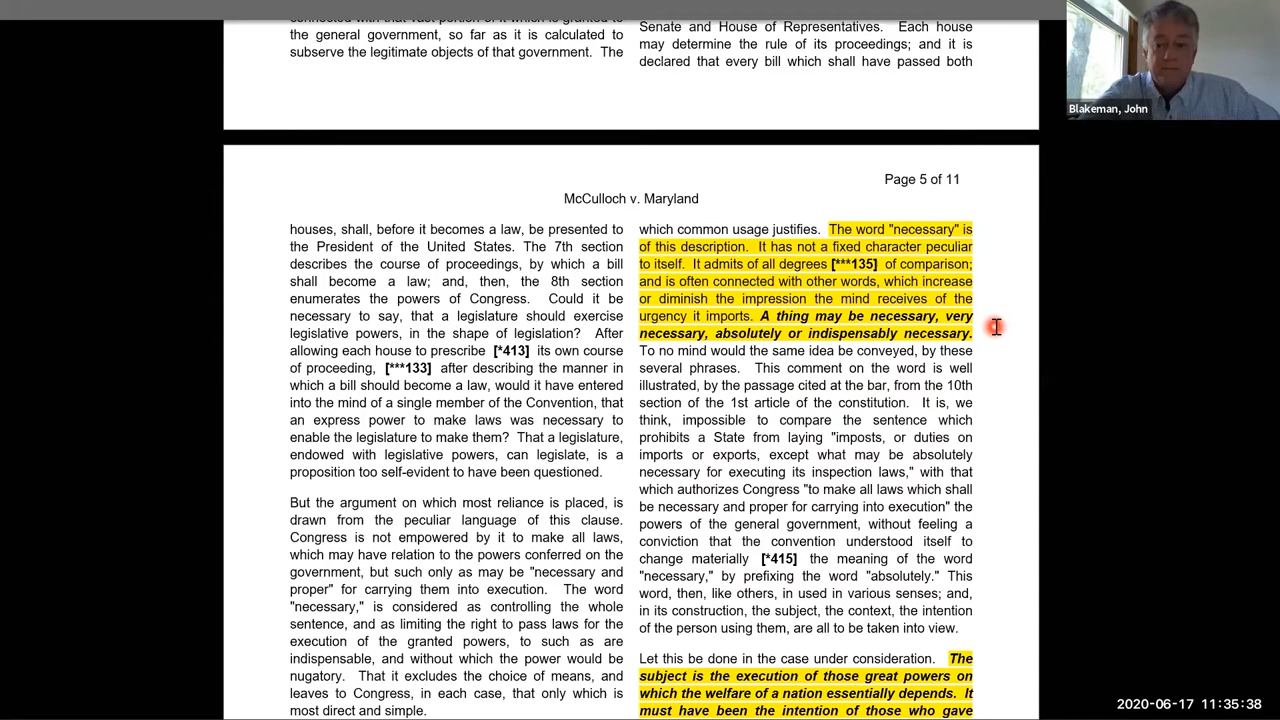 connected with that vast portion of it which is granted to
the general government, so far as it is calculated to
subserve the legitimate objects of that government. The
Senate and House of Representatives. Each house
may determine the rule of its proceedings; and it is
declared that every bill which shall have passed both
Blakeman, John
Page 5 of 11
McCulloch v. Maryland
houses, shall, before it becomes a law, be presented to
the President of the United States. The 7th section
describes the course of proceedings, by which a bill
shall become a law; and, then, the 8th section
enumerates the powers of Congress. Could it be
necessary to say, that a legislature should exercise
legislative powers, in the shape of legislation? After
allowing each house to prescribe [*413] its own course
of proceeding, [***133] after describing the manner in
which a bill should become a law, would it have entered
into the mind of a single member of the Convention, that
an express power to make laws was necessary to
enable the legislature to make them? That a legislature,
endowed with legislative powers, can legislate, is a
proposition too self-evident to have been questioned.
But the argument on which most reliance is placed, is
drawn from the peculiar language of this clause.
Congress is not empowered by it to make all laws,
which may have relation to the powers conferred on the
government, but such only as may be "necessary and
proper" for carrying them into execution. The word
"necessary," is considered as controlling the whole
sentence, and as limiting the right to pass laws for the
execution of the granted powers, to such as are
indispensable, and without which the power would be
nugatory. That it excludes the choice of means, and
leaves to Congress, in each case, that only which is
most direct and simple.
which common usage justifies. The word "necessary" is
of this description. It has not a fixed character peculiar
to itself. It admits of all degrees [***135] of comparison;
and is often connected with other words, which increase
or diminish the impression the mind receives of the
urgency it imports. A thing may be necessary, very
necessary, absolutely or indispensably necessary.
To no mind would the same idea be conveyed, by these
several phrases. This comment on the word is well
illustrated, by the passage cited at the bar, from the 10th
section of the 1st article of the constitution. It is, we
think, impossible to compare the sentence which
prohibits a State from laying "imposts, or duties on
imports or exports, except what may be absolutely
necessary for executing its inspection laws," with that
which authorizes Congress "to make all laws which shall
be necessary and proper for carrying into execution" the
powers of the general government, without feeling a
conviction that the convention understood itself to
change materially [*415] the meaning of the word
"necessary," by prefixing the word "absolutely." This
word, then, like others, in used in various senses; and,
in its construction, the subject, the context, the intention
of the person using them, are all to be taken into view.
Let this be done in the case under consideration. The
subject is the execution of those great powers on
which the welfare of a nation essentially depends. It
must have been the intention of those who gave
2020-06-17 11:35:38